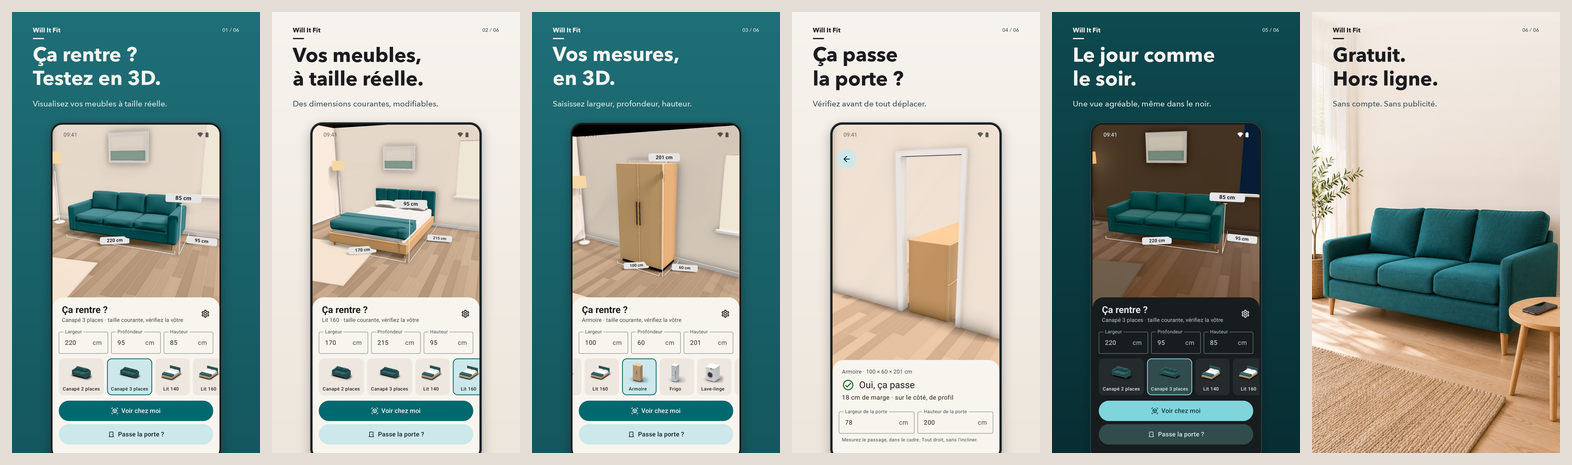 Will It Fit
01 / 06
Ça rentre ?
Testez en 3D.
Visualisez vos meubles à taille réelle.
09:41
85 cm
220 cm
95 cm
Ça rentre ?
Canapé 3 places · taille courante, vérifiez la vôtre
Largeur
Profondeur
Hauteur
220 cm
95 cm
85 cm
Canapé 2 places
Canapé 3 places
Lit 140
Lit 160
Voir chez moi
Passe la porte ?
Will It Fit
02 / 06
Vos meubles,
à taille réelle.
Des dimensions courantes, modifiables.
09:41
95 cm
215 cm
170 cm
Ça rentre ?
Lit 160 · taille courante, vérifiez la vôtre
Largeur
Profondeur
Hauteur
170 cm
215 cm
95 cm
Canapé 2 places
Canapé 3 places
Lit 140
Lit 160
Voir chez moi
Passe la porte ?
Will It Fit
03 / 06
Vos mesures,
en 3D.
Saisissez largeur, profondeur, hauteur.
09:41
201 cm
100 cm
60 cm
Ça rentre ?
Armoire · taille courante, vérifiez la vôtre
Largeur
Profondeur
Hauteur
100 cm
60 cm
201 cm
Lit 160
Armoire
Frigo
Lave-linge
Voir chez moi
Passe la porte ?
Will It Fit
04 / 06
Ça passe
la porte ?
Vérifiez avant de tout déplacer.
09:41
Armoire · 100 × 60 × 201 cm
Oui, ça passe
18 cm de marge · sur le côté, de profil
Largeur de la porte
Hauteur de la porte
78 cm
200 cm
Mesurez le passage, dans le cadre. Tout droit, sans l'incliner.
Will It Fit
05 / 06
Le jour comme
le soir.
Une vue agréable, même dans le noir.
09:41
85 cm
220 cm
95 cm
Ça rentre ?
Canapé 3 places · taille courante, vérifiez la vôtre
Largeur
Profondeur
Hauteur
220 cm
95 cm
85 cm
Canapé 2 places
Canapé 3 places
Lit 140
Lit 160
Voir chez moi
Passe la porte ?
Will It Fit
06 / 06
Gratuit.
Hors ligne.
Sans compte. Sans publicité.